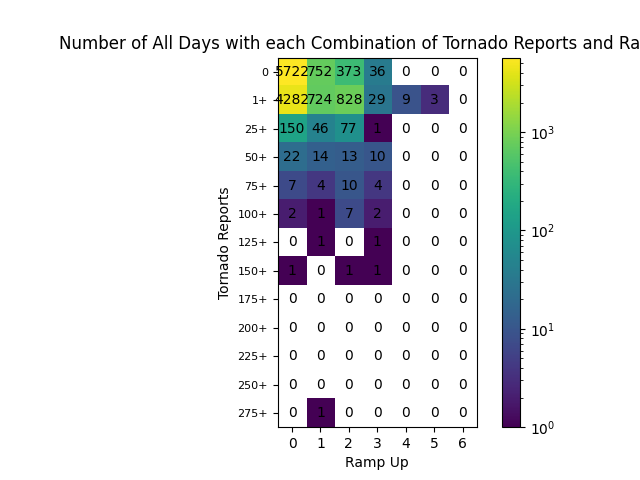 Number of All Days with each Combination of Tornado Reports and Ra
0 5722 752 373 36 0 0 0
1+ 4282 724 828 29 9 3 0
25+ 150 46 77 1 0 0 0
50+ 22 14 13 10 0 0 0
75+ 7 4 10 4 0 0 0
100+ 2 1 7 2 0 0 0
125+ 0 1 0 1 0 0 0
150+ 1 0 1 1 0 0 0
175+ 0 0 0 0 0 0 0
200+ 0 0 0 0 0 0 0
225+ 0 0 0 0 0 0 0
250+ 0 0 0 0 0 0 0
275+ 0 1 0 0 0 0 0
0 1 2 3 4 5 6
Ramp Up
Tornado Reports
10³
10²
10¹
10⁰